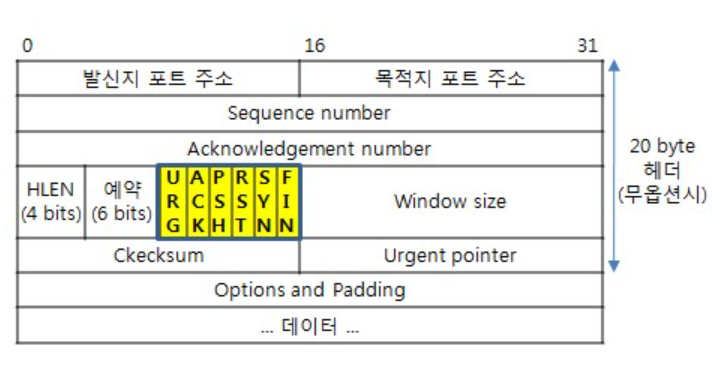 0 16 31
발신지 포트 주소 목적지 포트 주소
Sequence number
Acknowledgement number
HLEN
(4 bits)
예약
(6 bits)
URG ACK PSH RST SYN FIN
Window size
Ckecksum Urgent pointer
Options and Padding
... 데이터 ...
20 byte
헤더
(무옵션시)